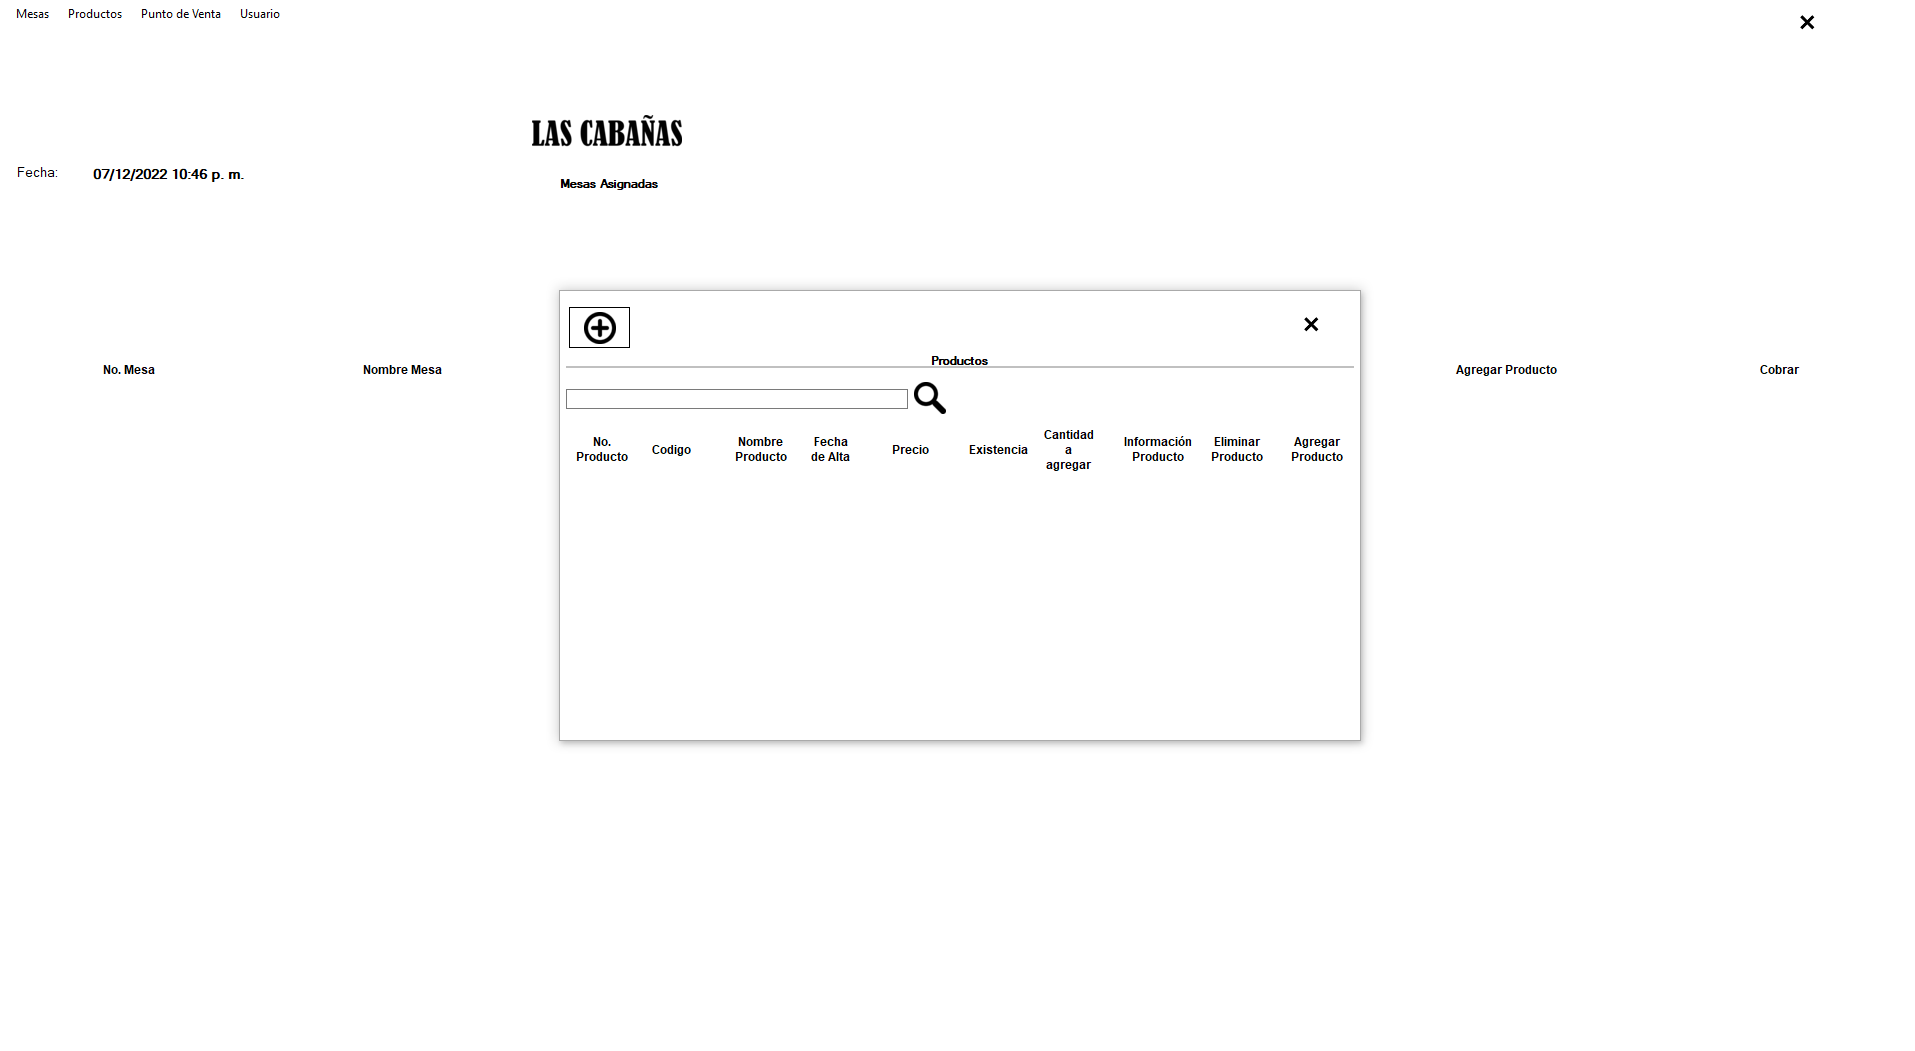 Mesas Productos Punto de Venta Usuario
LAS CABAÑAS
Fecha: 07/12/2022 10:46 p. m.
Mesas Asignadas
No. Mesa Nombre Mesa Agregar Producto Cobrar
Productos
No. Producto
Codigo
Nombre Producto
Fecha de Alta
Precio
Existencia
Cantidad a agregar
Información Producto
Eliminar Producto
Agregar Producto